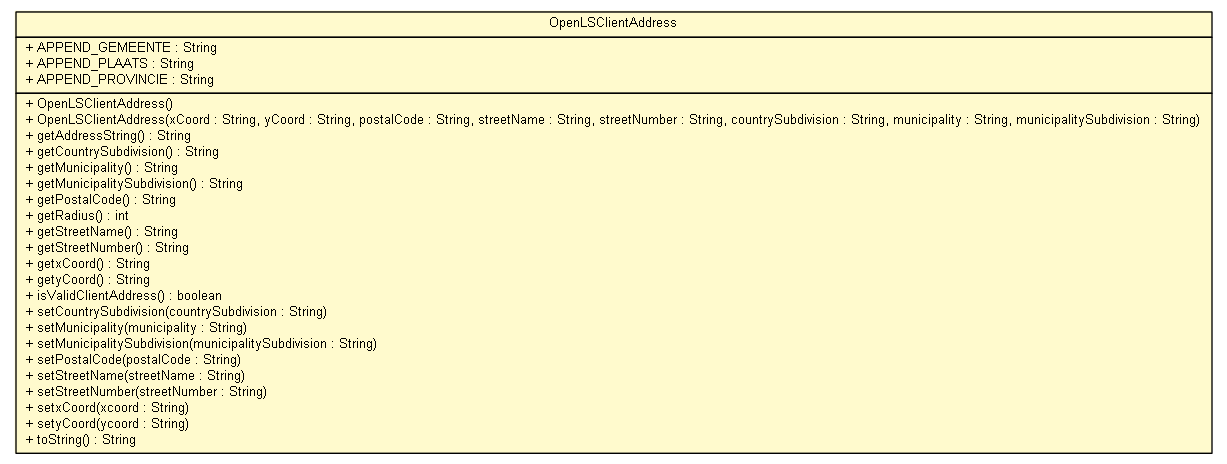 OpenLSClientAddress
+ APPEND_GEMEENTE : String
+ APPEND_PLAATS : String
+ APPEND_PROVINCIE : String
+ OpenLSClientAddress()
+ OpenLSClientAddress(xCoord : String, yCoord : String, postalCode : String, streetName : String, streetNumber : String, countrySubdivision : String, municipality : String, municipalitySubdivision : String)
+ getAddressString() : String
+ getCountrySubdivision() : String
+ getMunicipality() : String
+ getMunicipalitySubdivision() : String
+ getPostalCode() : String
+ getRadius() : int
+ getStreetName() : String
+ getStreetNumber() : String
+ getxCoord() : String
+ getyCoord() : String
+ isValidClientAddress() : boolean
+ setCountrySubdivision(countrySubdivision : String)
+ setMunicipality(municipality : String)
+ setMunicipalitySubdivision(municipalitySubdivision : String)
+ setPostalCode(postalCode : String)
+ setStreetName(streetName : String)
+ setStreetNumber(streetNumber : String)
+ setxCoord(xcoord : String)
+ setyCoord(ycoord : String)
+ toString() : String